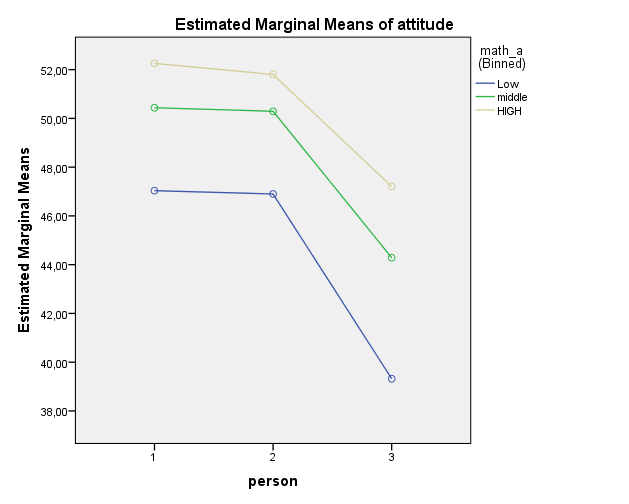 Estimated Marginal Means of attitude
math_a
(Binned)
Low
middle
HIGH
Estimated Marginal Means
52,00
50,00
48,00
46,00
44,00
42,00
40,00
38,00
1
2
3
person